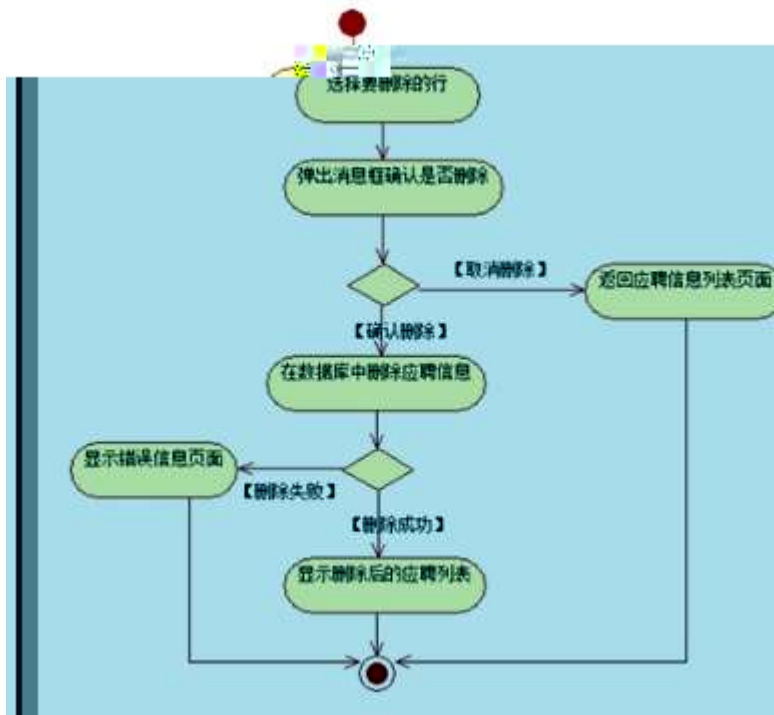 选择要删除的行
弹出消息框确认是否删除
【取消删除】
返回应聘信息列表页面
【确认删除】
在数据库中删除应聘信息
显示错误信息页面
【删除失败】
【删除成功】
显示删除后的应聘列表